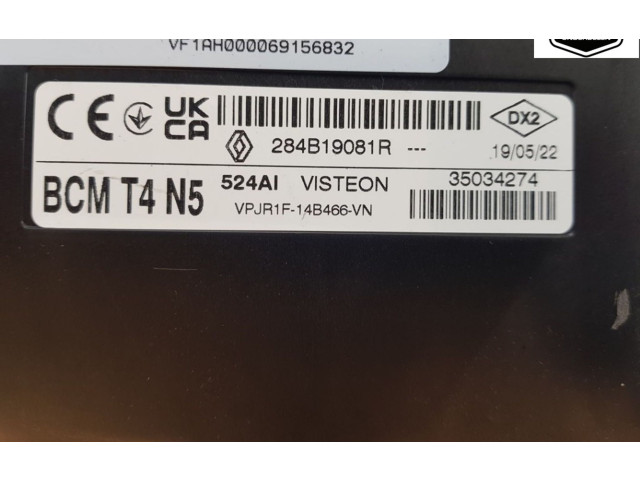 VF1AH000069156832
CE UK CA
DX2
284B19081R ---
19/05/22
BCM T4 N5
524AI VISTEON
35034274
VPJR1F-14B466-VN